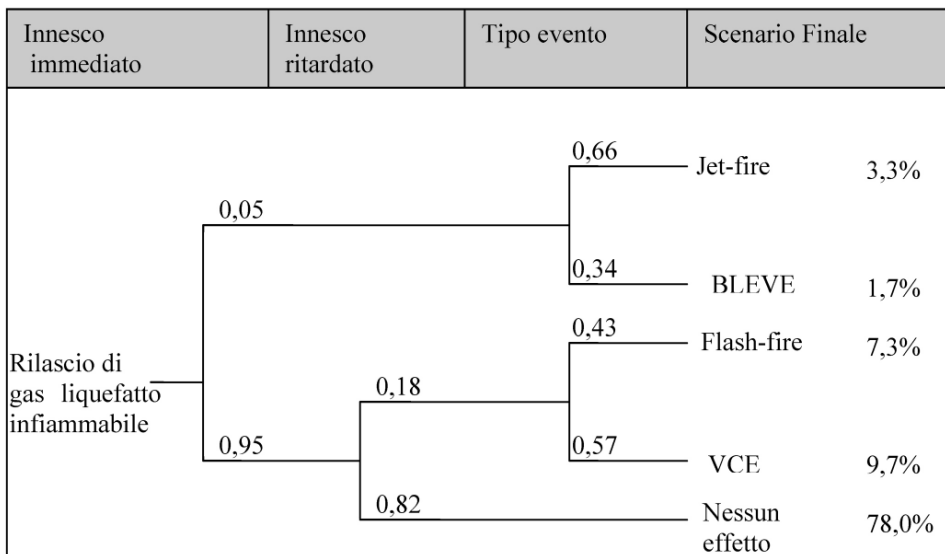 Innesco
immediato
Innesco
ritardato
Tipo evento
Scenario Finale
0,66
Jet-fire
3,3%
0,05
0,34
BLEVE
1,7%
0,43
Flash-fire
7,3%
Rilascio di
gas liquefatto
infiammabile
0,18
0,95
0,57
VCE
9,7%
0,82
Nessun
effetto
78,0%